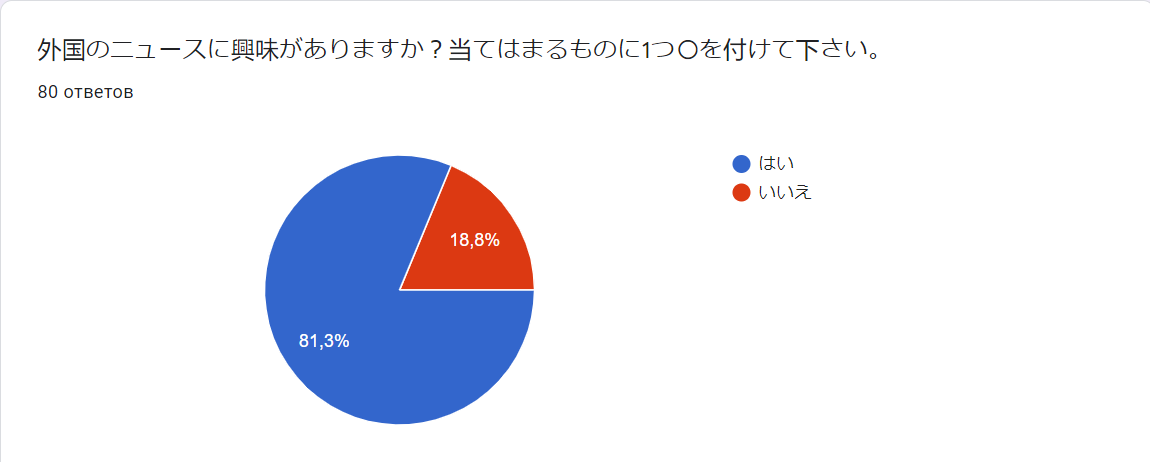 外国のニュースに興味がありますか？当てはまるものに1つ〇を付けて下さい。
80 ответов
はい
いいえ
18,8%
81,3%